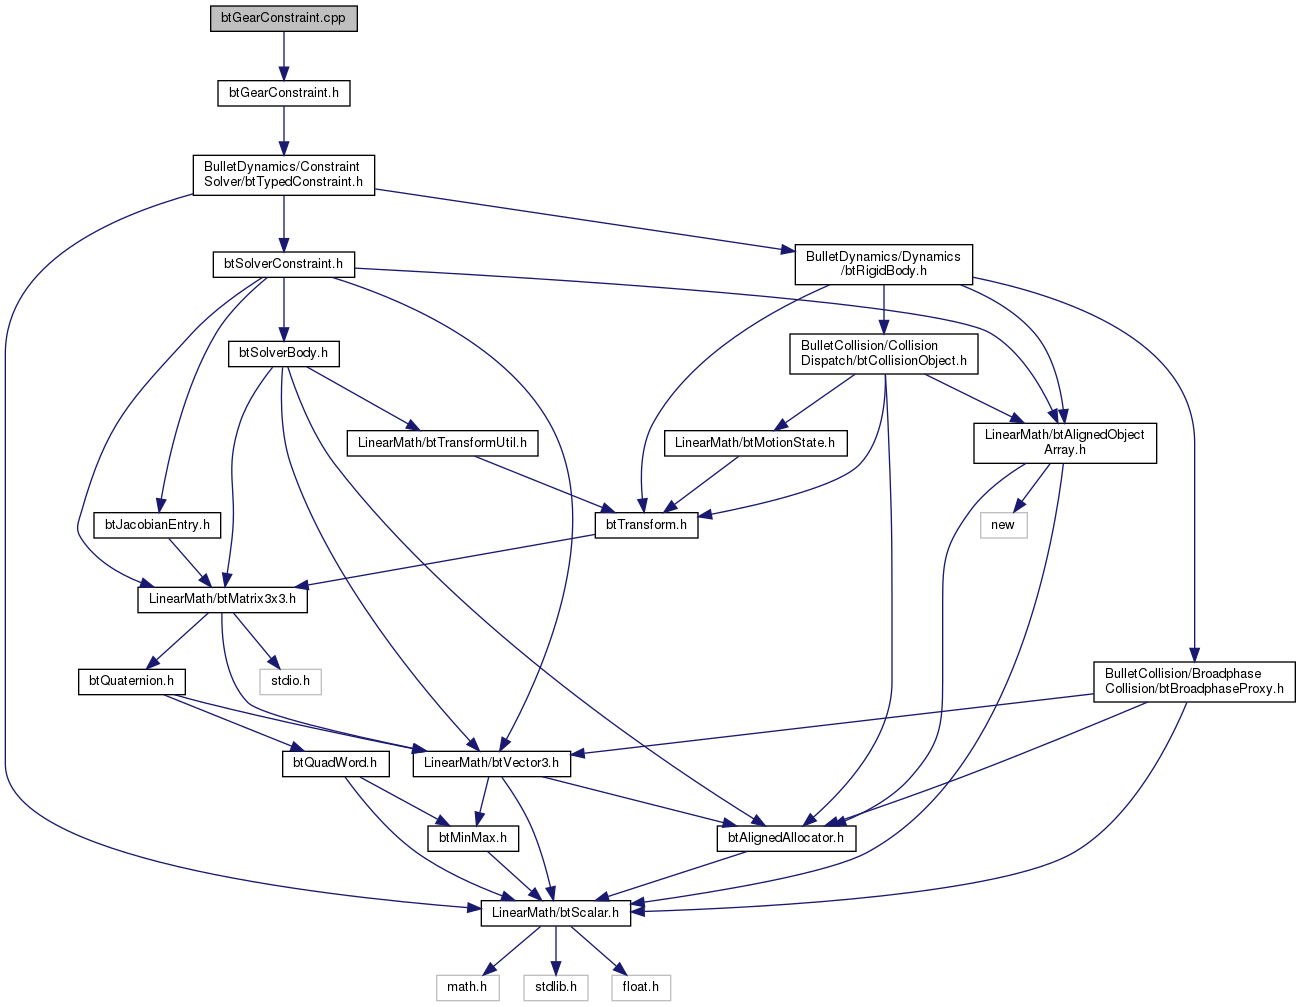 btGearConstraint.cpp
btGearConstraint.h
BulletDynamics/Constraint
Solver/btTypedConstraint.h
btSolverConstraint.h
BulletDynamics/Dynamics
/btRigidBody.h
btSolverBody.h
BulletCollision/Collision
Dispatch/btCollisionObject.h
LinearMath/btTransformUtil.h
LinearMath/btMotionState.h
LinearMath/btAlignedObject
Array.h
btJacobianEntry.h
btTransform.h
new
LinearMath/btMatrix3x3.h
btQuaternion.h
stdio.h
BulletCollision/Broadphase
Collision/btBroadphaseProxy.h
btQuadWord.h
LinearMath/btVector3.h
btMinMax.h
btAlignedAllocator.h
LinearMath/btScalar.h
math.h
stdlib.h
float.h